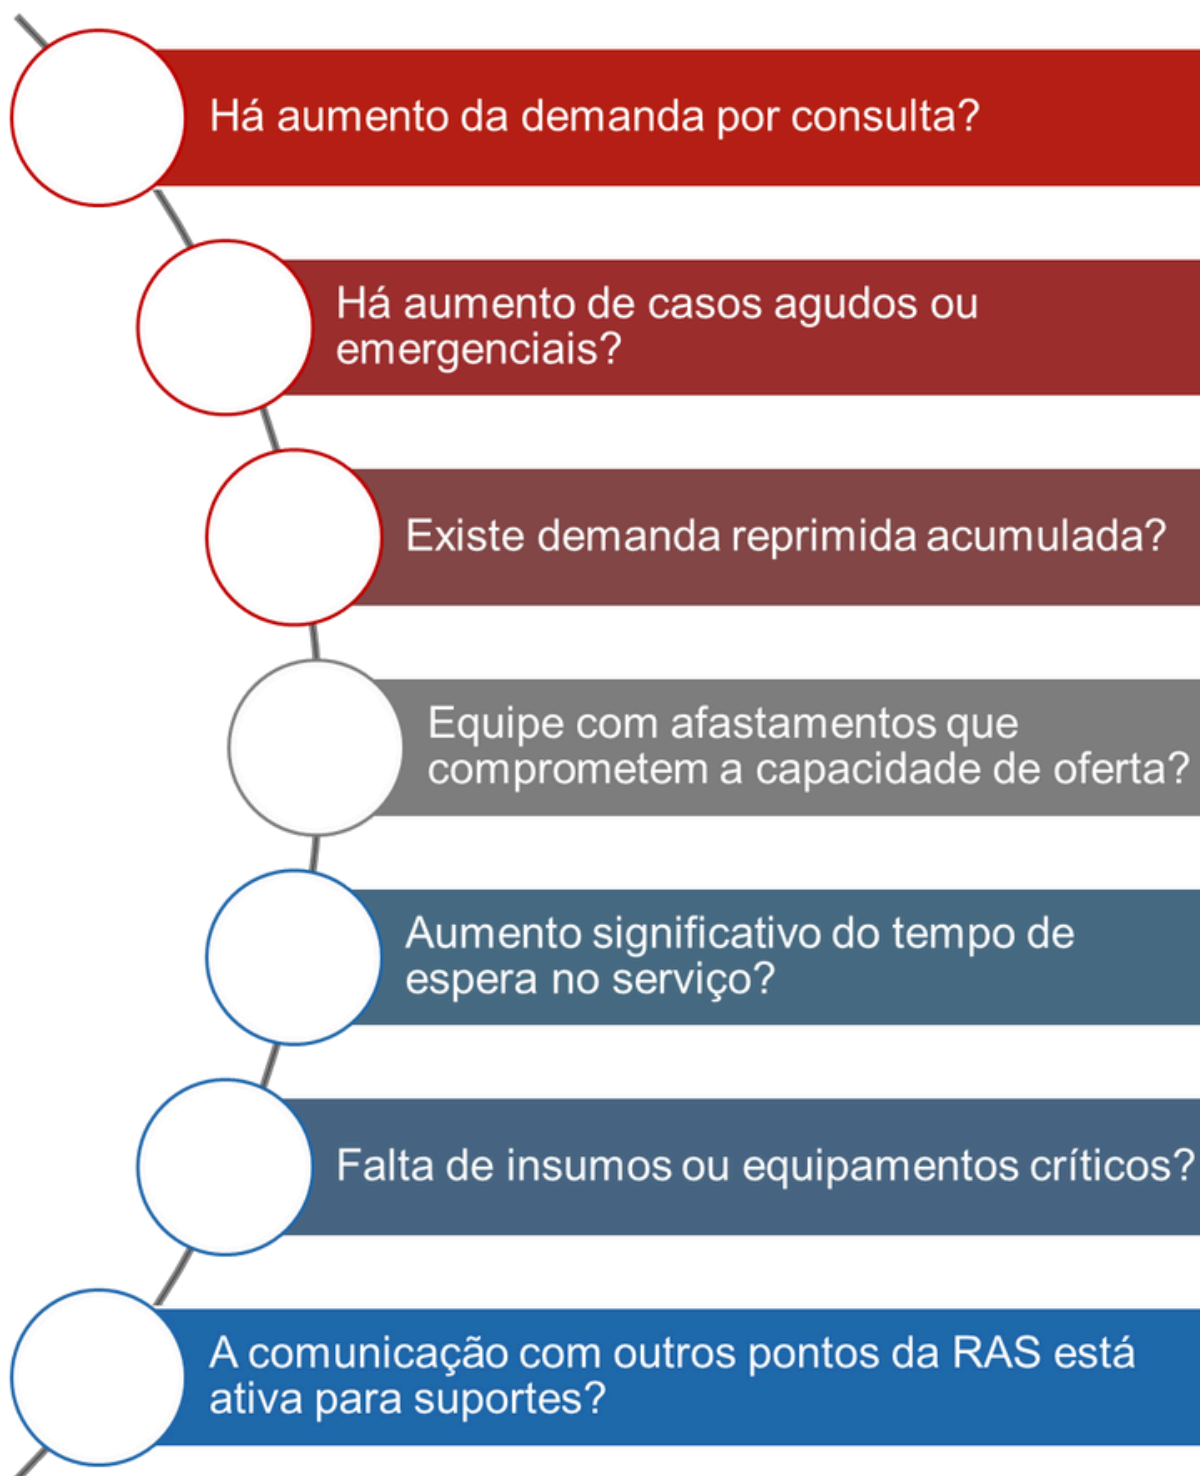 Há aumento da demanda por consulta?
Há aumento de casos agudos ou
emergenciais?
Existe demanda reprimida acumulada?
Equipe com afastamentos que
comprometem a capacidade de oferta?
Aumento significativo do tempo de
espera no serviço?
Falta de insumos ou equipamentos críticos?
A comunicação com outros pontos da RAS está
ativa para suportes?